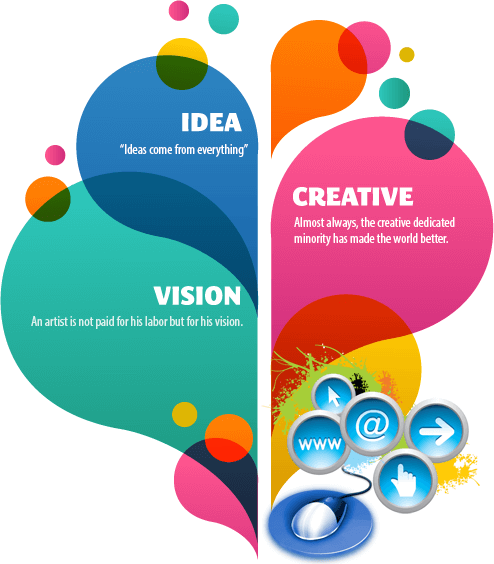 IDEA
“Ideas come from everything”
CREATIVE
Almost always, the creative dedicated
minority has made the world better.
VISION
An artist is not paid for his labor but for his vision.
@
www